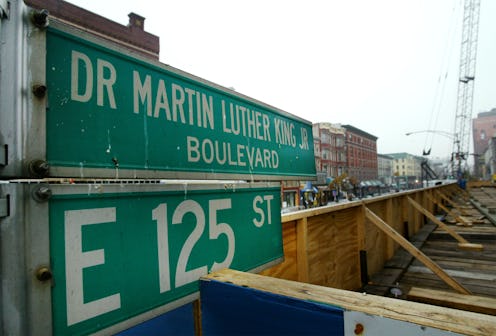 DR MARTIN LUTHER KING JR
BOULEVARD
E 125 ST